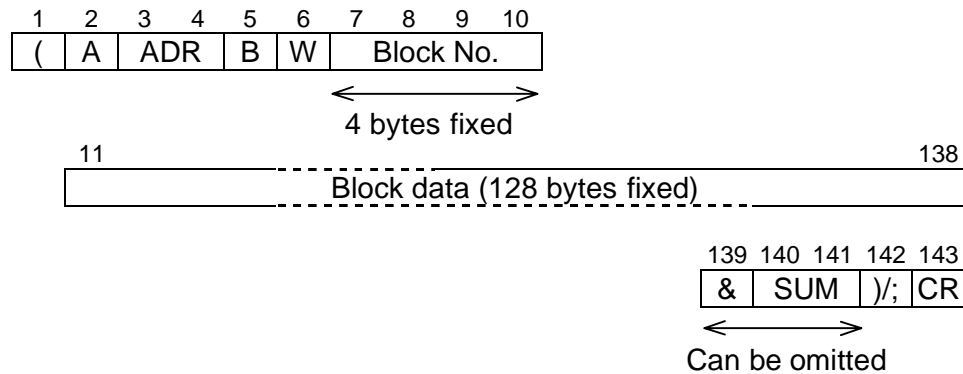 1 2 3 4 5 6 7 8 9 10
( A ADR B W Block No.
4 bytes fixed
11 138
Block data (128 bytes fixed)
139 140 141 142 143
& SUM )/; CR
Can be omitted